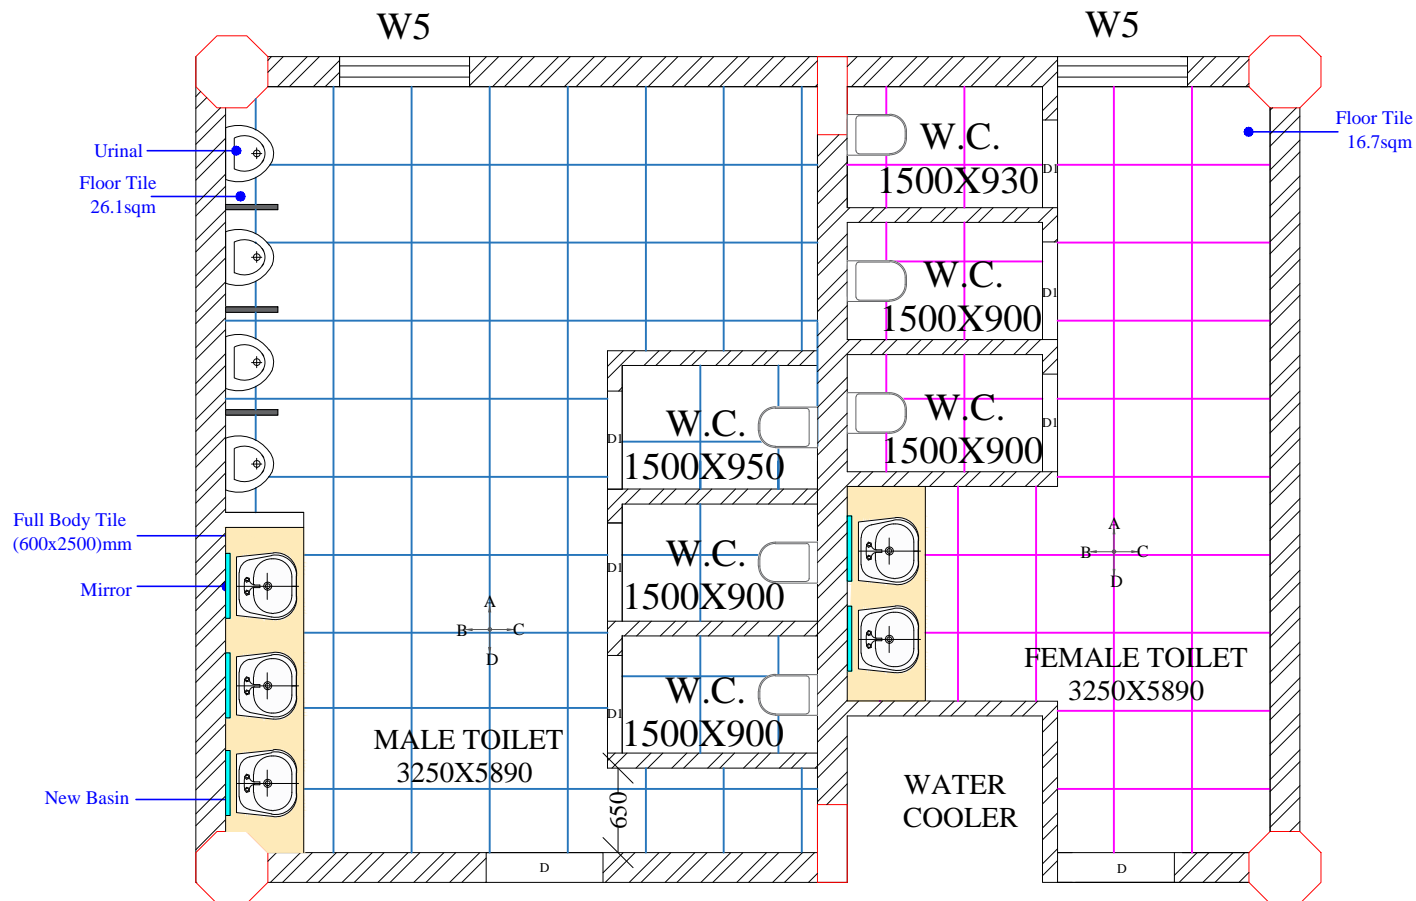 W5
W5
Urinal
Floor Tile
26.1sqm
Floor Tile
16.7sqm
W.C.
1500X930
D1
W.C.
1500X900
D1
W.C.
1500X900
D1
W.C.
1500X950
D1
W.C.
1500X900
D1
W.C.
1500X900
D1
Full Body Tile
(600x2500)mm
Mirror
New Basin
A
B
C
D
A
B
C
D
MALE TOILET
3250X5890
FEMALE TOILET
3250X5890
650
WATER
COOLER
D
D